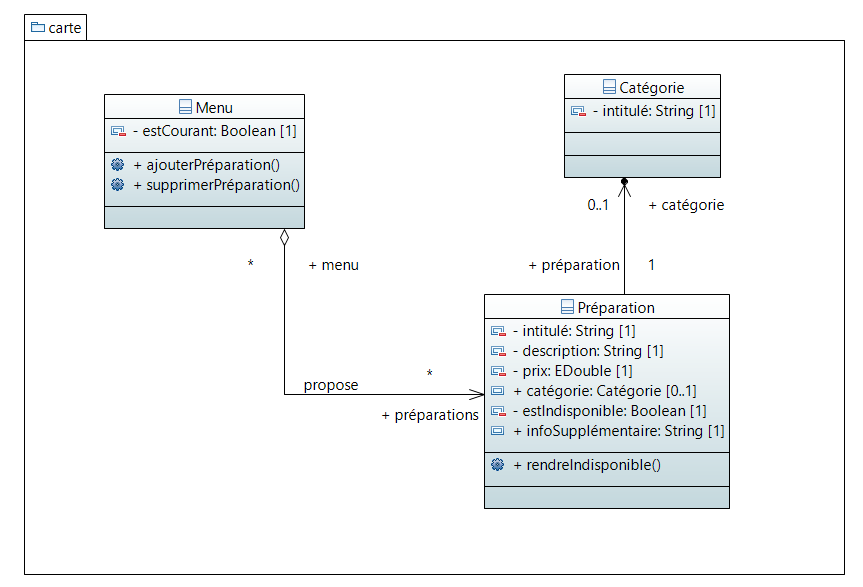 carte
Menu
- estCourant: Boolean [1]
+ ajouterPréparation()
+ supprimerPréparation()
Catégorie
- intitulé: String [1]
0..1
+ catégorie
*
+ menu
+ préparation
1
propose
*
+ préparations
Préparation
- intitulé: String [1]
- description: String [1]
- prix: EDouble [1]
+ catégorie: Catégorie [0..1]
- estIndisponible: Boolean [1]
+ infoSupplémentaire: String [1]
+ rendreIndisponible()